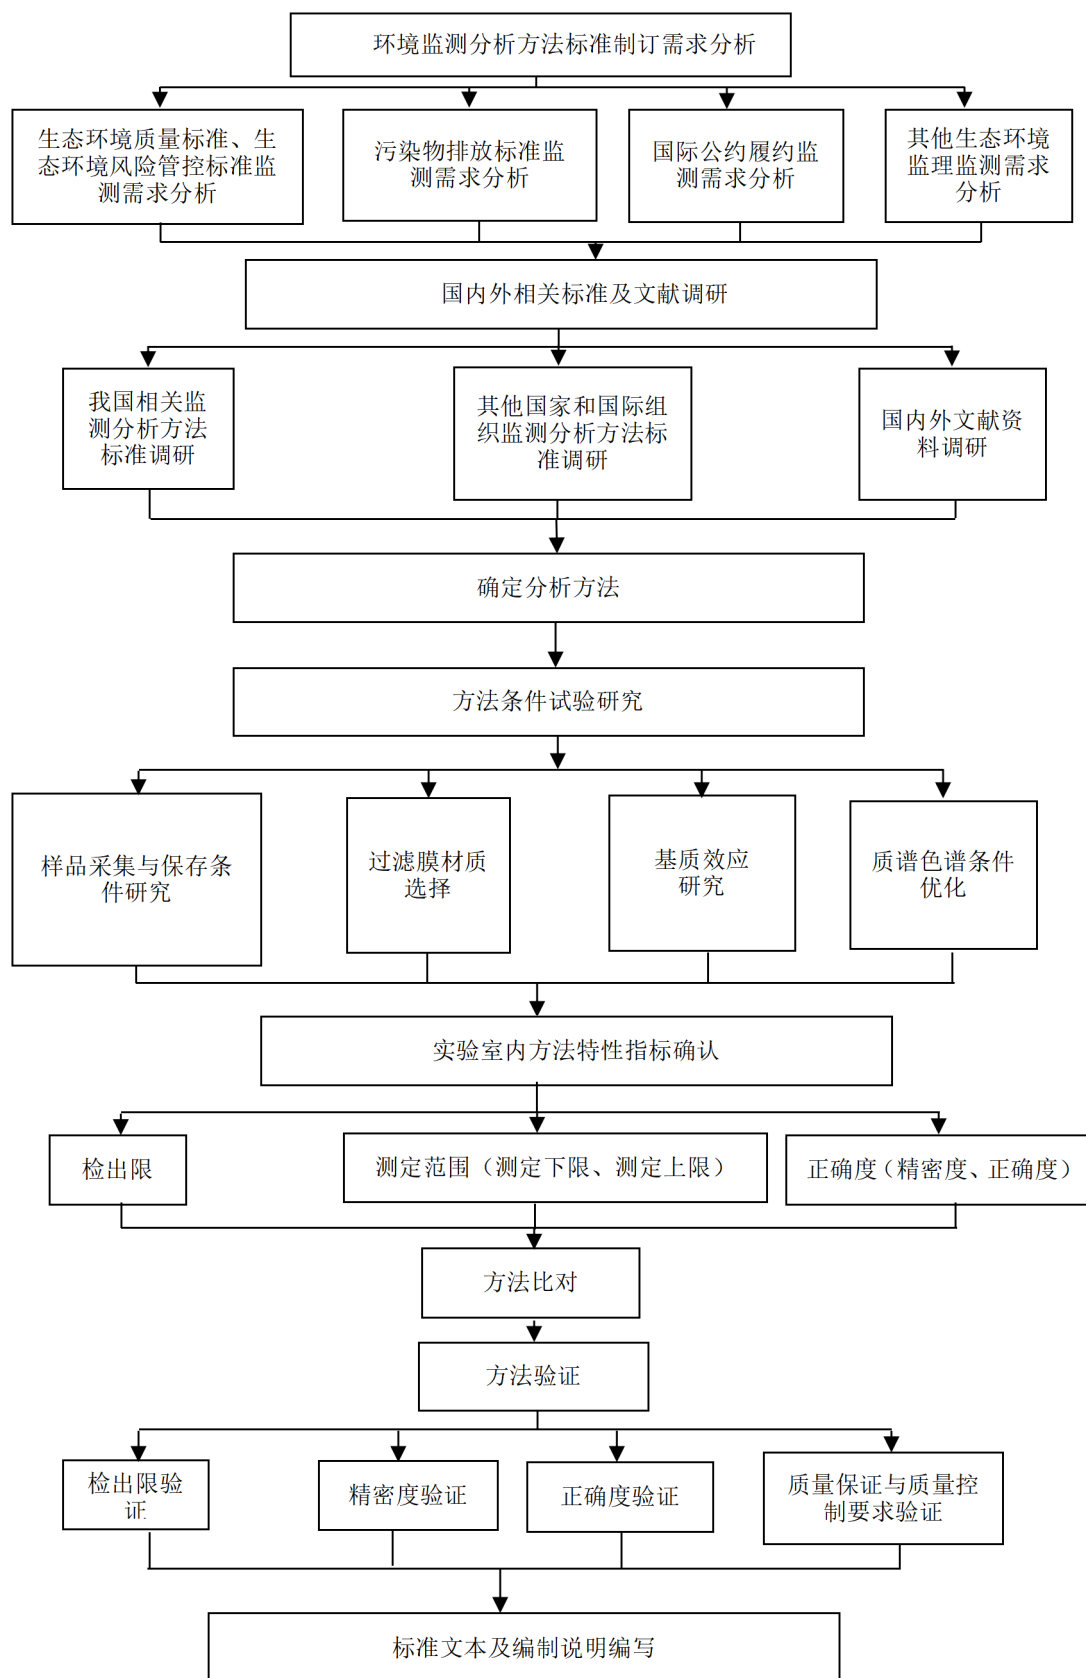 环境监测分析方法标准制订需求分析
生态环境质量标准、生
态环境风险管控标准监
测需求分析
污染物排放标准监
测需求分析
国际公约履约监
测需求分析
其他生态环境
监理监测需求
分析
国内外相关标准及文献调研
我国相关监
测分析方法
标准调研
其他国家和国际组
织监测分析方法标
准调研
国内外文献资
料调研
确定分析方法
方法条件试验研究
样品采集与保存条
件研究
过滤膜材质
选择
基质效应
研究
质谱色谱条件
优化
实验室内方法特性指标确认
检出限
测定范围（测定下限、测定上限）
正确度（精密度、正确度）
方法比对
方法验证
检出限验
证
精密度验证
正确度验证
质量保证与质量控
制要求验证
标准文本及编制说明编写